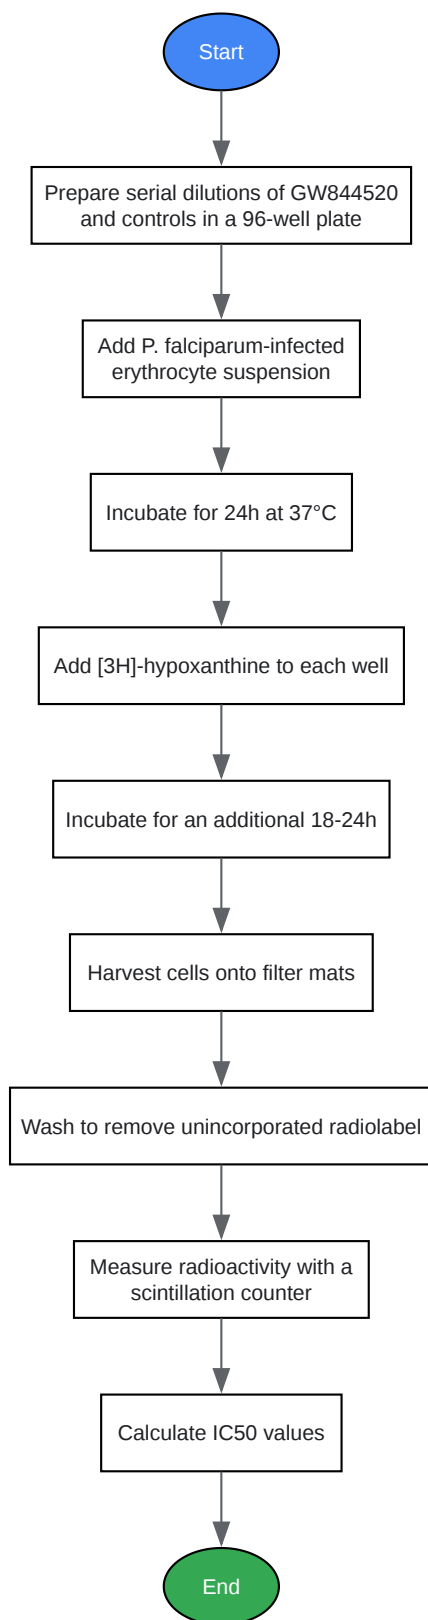 Start
Prepare serial dilutions of GW844520
and controls in a 96-well plate
Add P. falciparum-infected
erythrocyte suspension
Incubate for 24h at 37°C
Add [3H]-hypoxanthine to each well
Incubate for an additional 18-24h
Harvest cells onto filter mats
Wash to remove unincorporated radiolabel
Measure radioactivity with a
scintillation counter
Calculate IC50 values
End